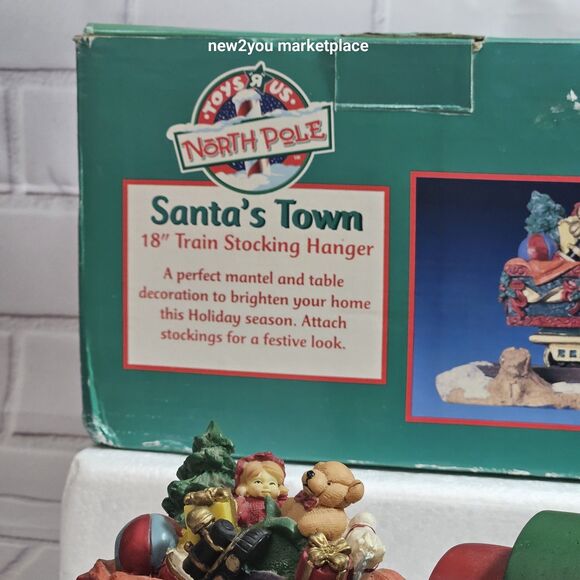 new2you marketplace
TOYS "R" US
NORTH POLE
Santa's Town
18" Train Stocking Hanger
A perfect mantel and table
decoration to brighten your home
this Holiday season. Attach
stockings for a festive look.